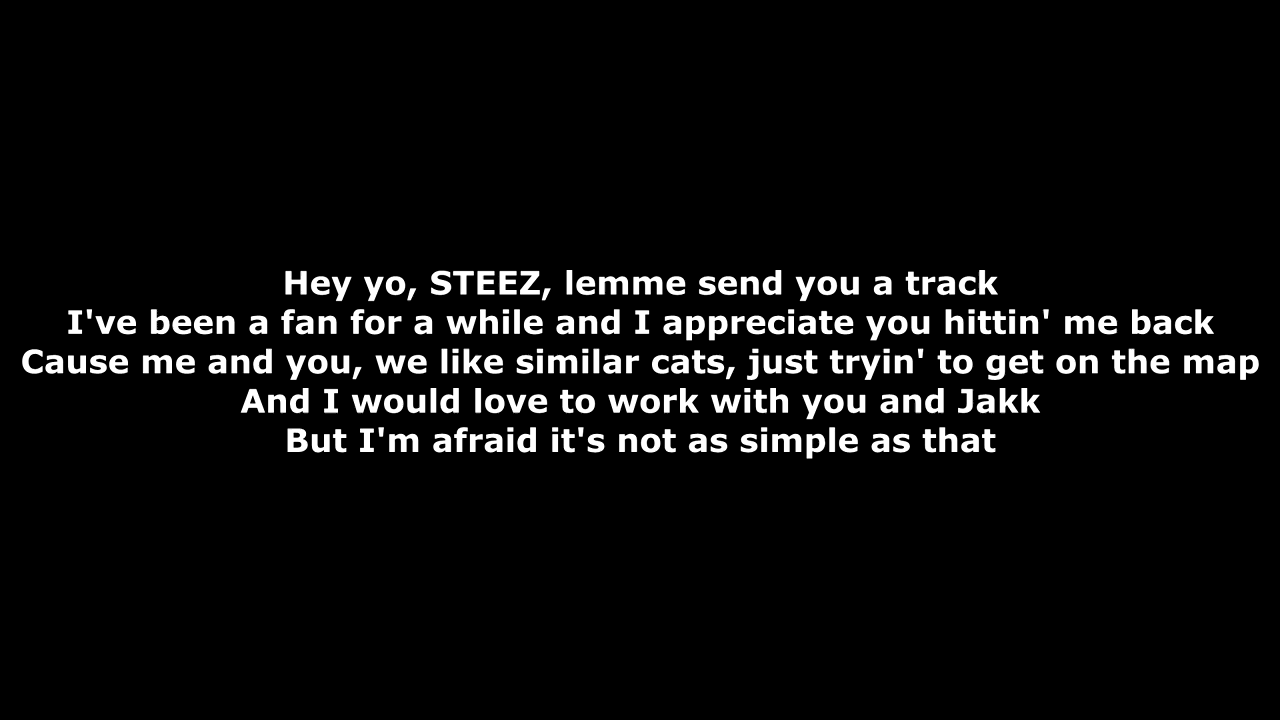 Hey yo, STEEZ, lemme send you a track
I've been a fan for a while and I appreciate you hittin' me back
Cause me and you, we like similar cats, just tryin' to get on the map
And I would love to work with you and Jakk
But I'm afraid it's not as simple as that